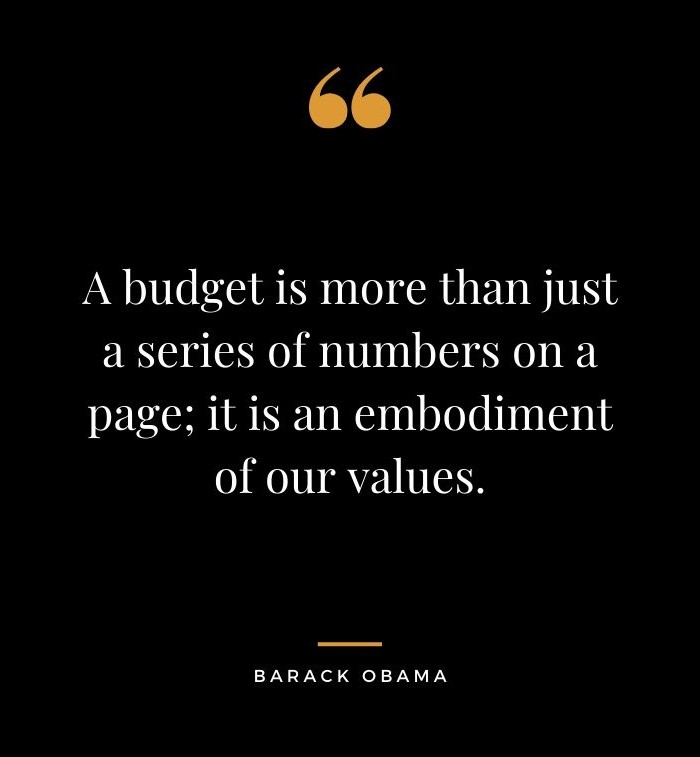 “
A budget is more than just
a series of numbers on a
page; it is an embodiment
of our values.
BARACK OBAMA